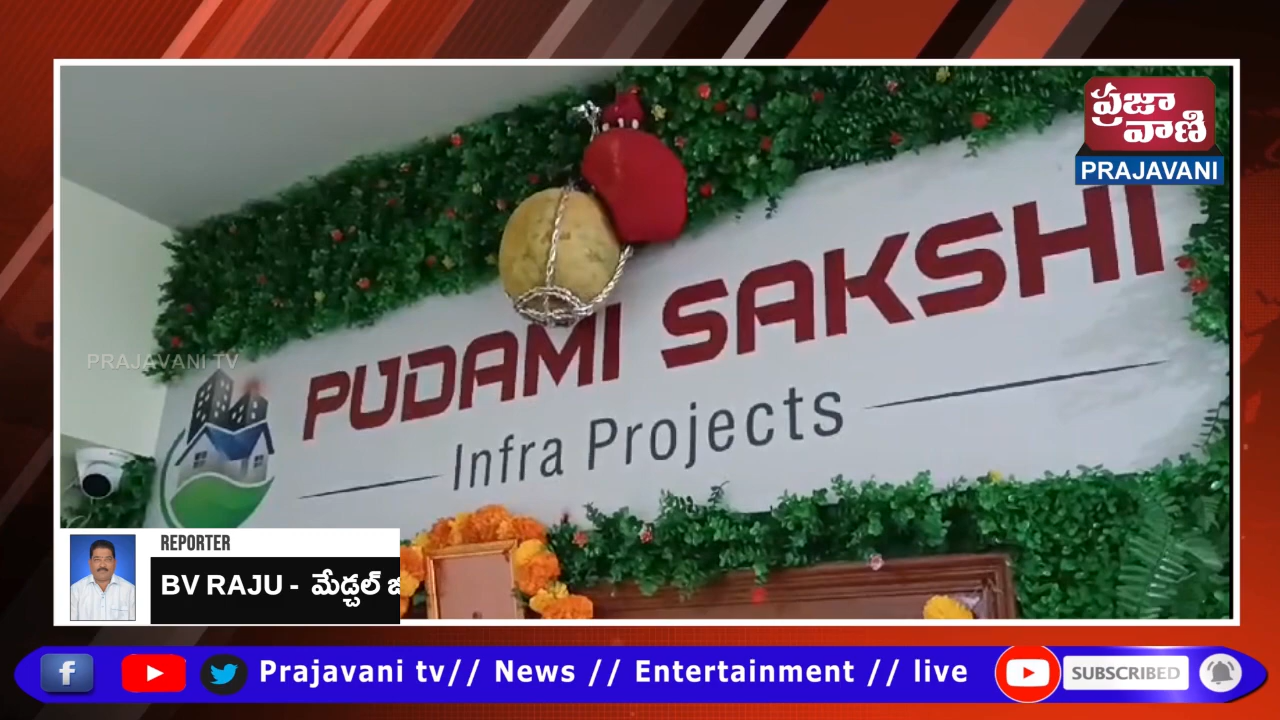 ప్రజా
వాణి
PRAJAVANI
PUDAMI SAKSHI
Infra Projects
PRAJAVANI TV
REPORTER
BV RAJU - మేడ్చల్
Prajavani tv// News // Entertainment // live
SUBSCRIBED